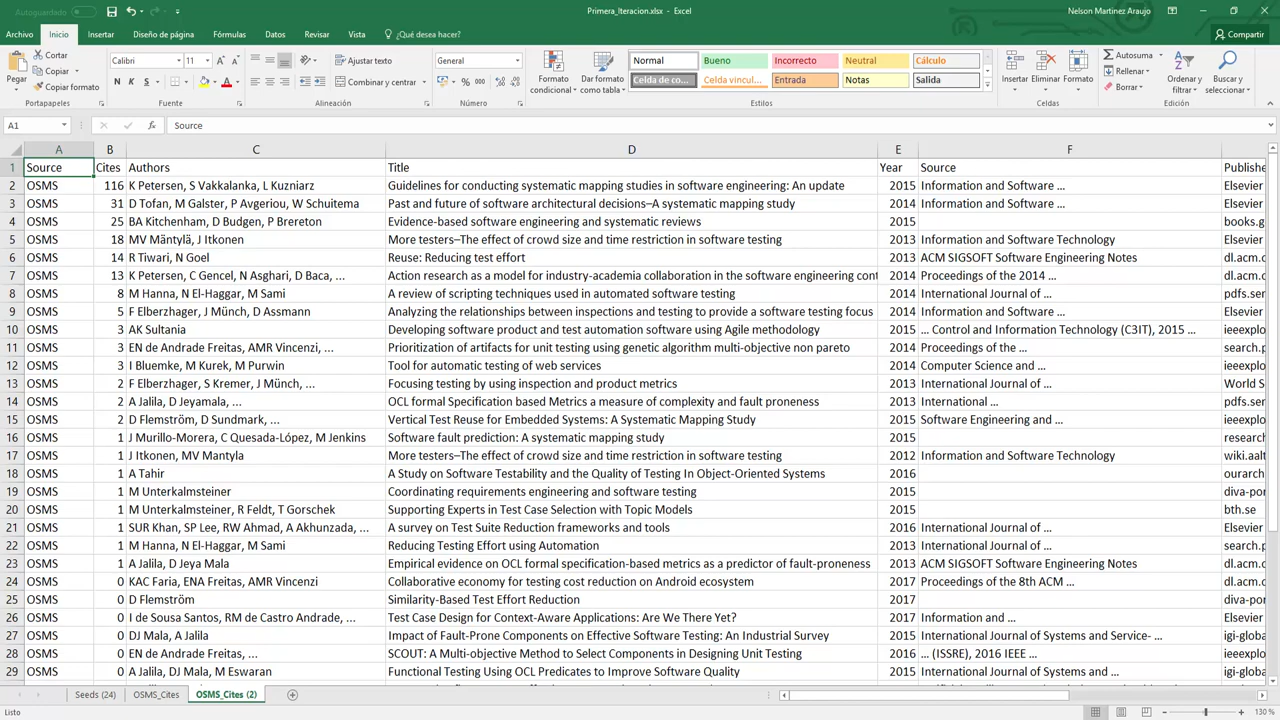 Autoguardado
Primera_Iteracion.xlsx - Excel
Nelson Martinez Araujo
Archivo Inicio Insertar Diseño de página Fórmulas Datos Revisar Vista ¿Qué desea hacer? Compartir
Pegar
Cortar
Copiar
Copiar formato
Portapapeles
Calibri 11
N K S
Fuente
Ajustar texto
Combinar y centrar
Alineación
General
% 000
Número
Formato condicional
Dar formato como tabla
Normal Bueno Incorrecto Neutral Cálculo
Celda de co... Celda vincul... Entrada Notas Salida
Estilos
Insertar Eliminar Formato
Celdas
Autosuma
Rellenar
Borrar
Ordenar y filtrar
Buscar y seleccionar
Edición
A1 fx Source
A B C D E F
1 Source Cites Authors Title Year Source Publishe
2 OSMS 116 K Petersen, S Vakkalanka, L Kuzniarz Guidelines for conducting systematic mapping studies in software engineering: An update 2015 Information and Software ... Elsevier
3 OSMS 31 D Tofan, M Galster, P Avgeriou, W Schuitema Past and future of software architectural decisions–A systematic mapping study 2014 Information and Software ... Elsevier
4 OSMS 25 BA Kitchenham, D Budgen, P Brereton Evidence-based software engineering and systematic reviews 2015 books.g
5 OSMS 18 MV Mäntylä, J Itkonen More testers–The effect of crowd size and time restriction in software testing 2013 Information and Software Technology Elsevier
6 OSMS 14 R Tiwari, N Goel Reuse: Reducing test effort 2013 ACM SIGSOFT Software Engineering Notes dl.acm.c
7 OSMS 13 K Petersen, C Gencel, N Asghari, D Baca, ... Action research as a model for industry-academia collaboration in the software engineering cont 2014 Proceedings of the 2014 ... dl.acm.c
8 OSMS 8 M Hanna, N El-Haggar, M Sami A review of scripting techniques used in automated software testing 2014 International Journal of ... pdfs.ser
9 OSMS 5 F Elberzhager, J Münch, D Assmann Analyzing the relationships between inspections and testing to provide a software testing focus 2014 Information and Software ... Elsevier
10 OSMS 3 AK Sultania Developing software product and test automation software using Agile methodology 2015 ... Control and Information Technology (C3IT), 2015 ... ieeexplo
11 OSMS 3 EN de Andrade Freitas, AMR Vincenzi, ... Prioritization of artifacts for unit testing using genetic algorithm multi-objective non pareto 2014 Proceedings of the ... search.p
12 OSMS 3 I Bluemke, M Kurek, M Purwin Tool for automatic testing of web services 2014 Computer Science and ... ieeexplo
13 OSMS 2 F Elberzhager, S Kremer, J Münch, ... Focusing testing by using inspection and product metrics 2013 International Journal of ... World S
14 OSMS 2 A Jalila, D Jeyamala, ... OCL formal Specification based Metrics a measure of complexity and fault proneness 2013 International ... pdfs.ser
15 OSMS 2 D Flemström, D Sundmark, ... Vertical Test Reuse for Embedded Systems: A Systematic Mapping Study 2015 Software Engineering and ... ieeexplo
16 OSMS 1 J Murillo-Morera, C Quesada-López, M Jenkins Software fault prediction: A systematic mapping study 2015 research
17 OSMS 1 J Itkonen, MV Mantyla More testers–The effect of crowd size and time restriction in software testing 2012 Information and Software Technology wiki.aalt
18 OSMS 1 A Tahir A Study on Software Testability and the Quality of Testing In Object-Oriented Systems 2016 ourarch
19 OSMS 1 M Unterkalmsteiner Coordinating requirements engineering and software testing 2015 diva-por
20 OSMS 1 M Unterkalmsteiner, R Feldt, T Gorschek Supporting Experts in Test Case Selection with Topic Models 2015 bth.se
21 OSMS 1 SUR Khan, SP Lee, RW Ahmad, A Akhunzada, ... A survey on Test Suite Reduction frameworks and tools 2016 International Journal of ... Elsevier
22 OSMS 1 M Hanna, N El-Haggar, M Sami Reducing Testing Effort using Automation 2013 International Journal of ... search.p
23 OSMS 1 A Jalila, D Jeya Mala Empirical evidence on OCL formal specification-based metrics as a predictor of fault-proneness 2013 ACM SIGSOFT Software Engineering Notes dl.acm.c
24 OSMS 0 KAC Faria, ENA Freitas, AMR Vincenzi Collaborative economy for testing cost reduction on Android ecosystem 2017 Proceedings of the 8th ACM ... dl.acm.c
25 OSMS 0 D Flemström Similarity-Based Test Effort Reduction 2017 diva-por
26 OSMS 0 I de Sousa Santos, RM de Castro Andrade, ... Test Case Design for Context-Aware Applications: Are We There Yet? 2017 Information and ... Elsevier
27 OSMS 0 DJ Mala, A Jalila Impact of Fault-Prone Components on Effective Software Testing: An Industrial Survey 2015 International Journal of Systems and Service- ... igi-globa
28 OSMS 0 EN de Andrade Freitas, ... SCOUT: A Multi-objective Method to Select Components in Designing Unit Testing 2016 ... (ISSRE), 2016 IEEE ... ieeexplo
29 OSMS 0 A Jalila, DJ Mala, M Eswaran Functional Testing Using OCL Predicates to Improve Software Quality 2015 International Journal of Systems and ... igi-globa
Seeds (24) OSMS_Cites OSMS_Cites (2)
Listo 130 %